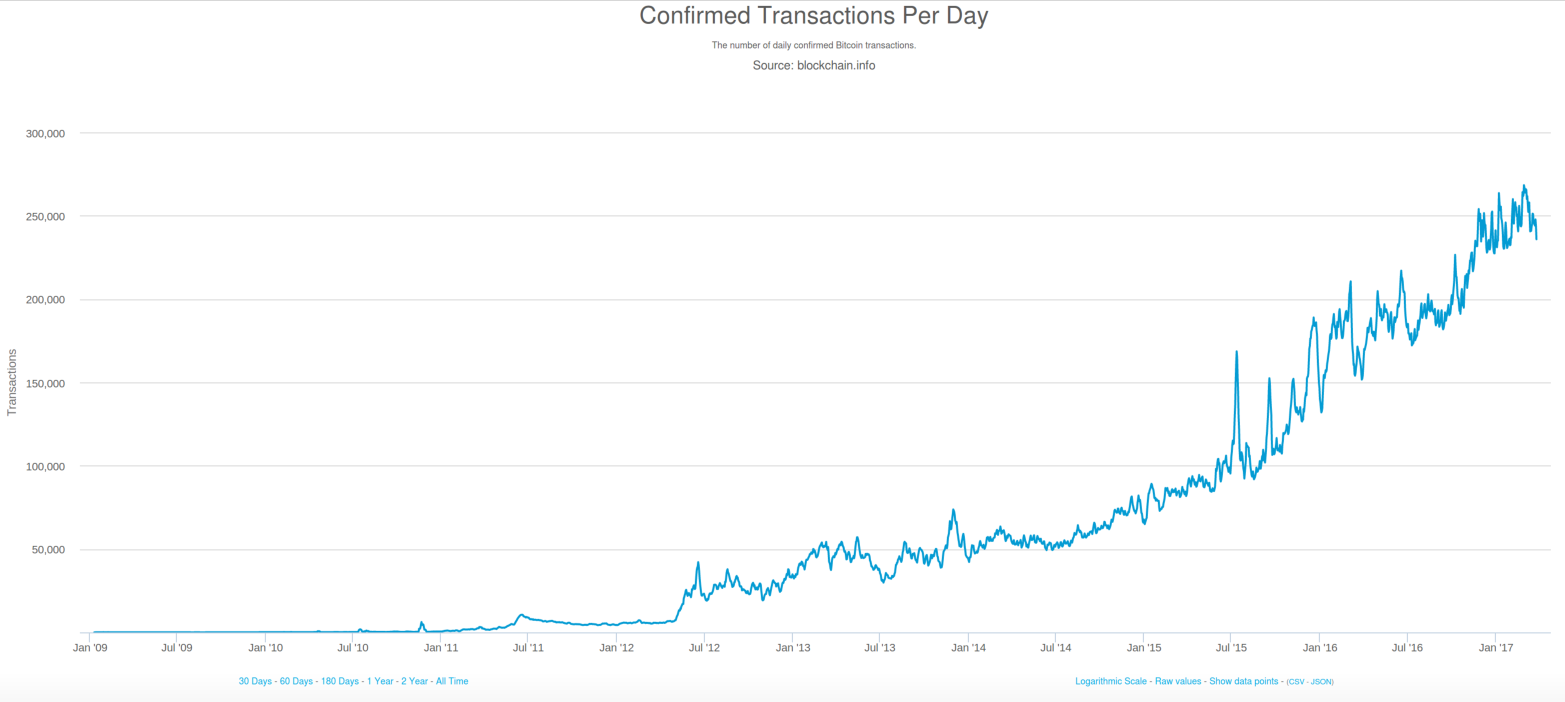 Confirmed Transactions Per Day
The number of daily confirmed Bitcoin transactions.
Source: blockchain.info
300,000
250,000
200,000
150,000
100,000
50,000
Transactions
Jan '09 Jul '09 Jan '10 Jul '10 Jan '11 Jul '11 Jan '12 Jul '12 Jan '13 Jul '13 Jan '14 Jul '14 Jan '15 Jul '15 Jan '16 Jul '16 Jan '17
30 Days - 60 Days - 180 Days - 1 Year - 2 Year - All Time
Logarithmic Scale - Raw values - Show data points - (CSV - JSON)